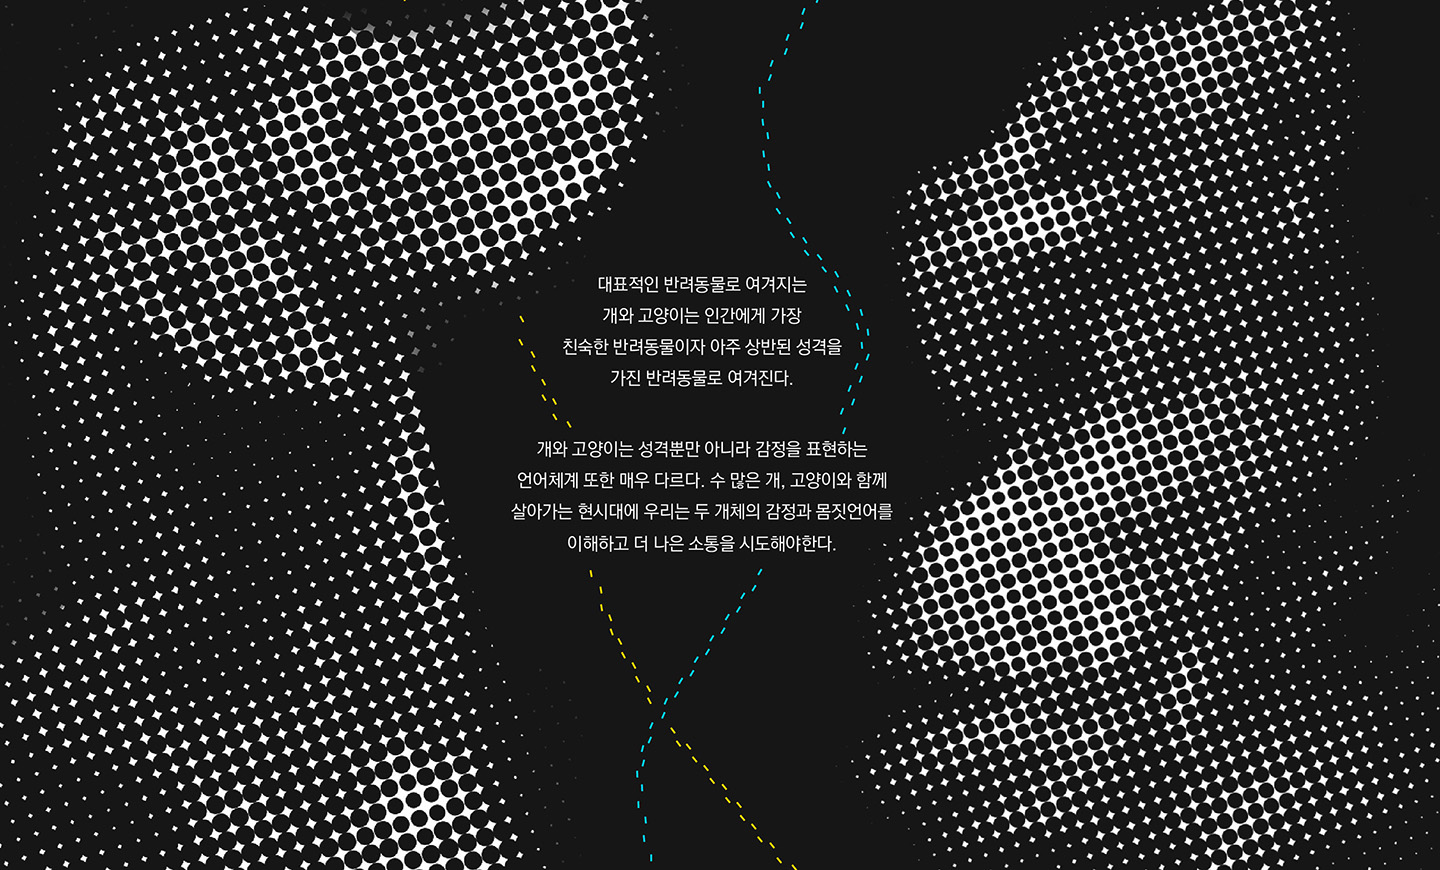 대표적인 반려동물로 여겨지는
개와 고양이는 인간에게 가장
친숙한 반려동물이자 아주 상반된 성격을
가진 반려동물로 여겨진다.
개와 고양이는 성격뿐만 아니라 감정을 표현하는
언어체계 또한 매우 다르다. 수 많은 개, 고양이와 함께
살아가는 현시대에 우리는 두 개체의 감정과 몸짓언어를
이해하고 더 나은 소통을 시도해야한다.